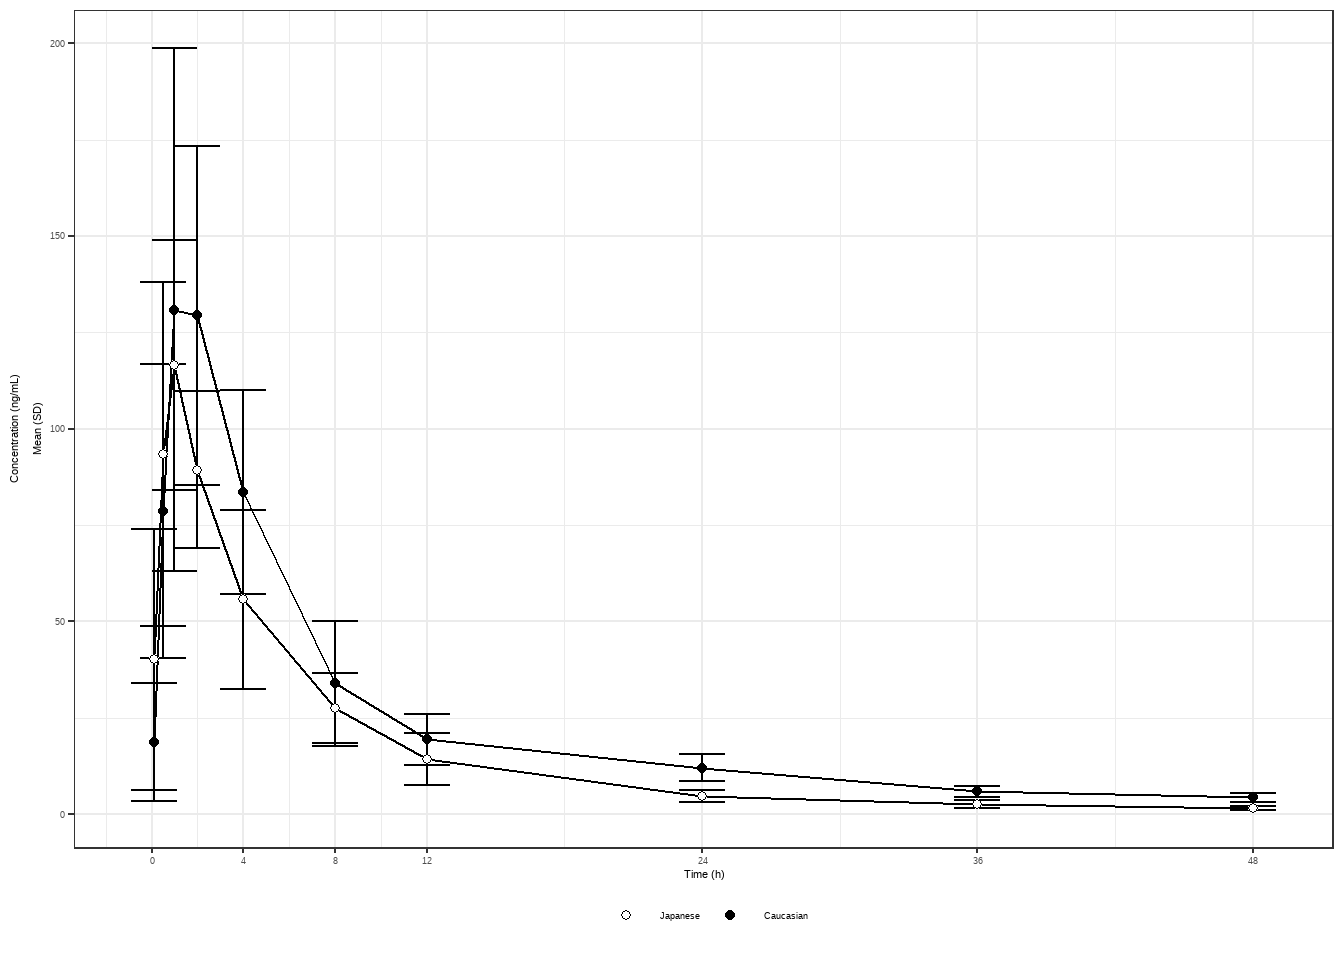 200
150
100
50
0
Concentration (ng/mL)
Mean (SD)
0 4 8 12 24 36 48
Time (h)
Japanese Caucasian